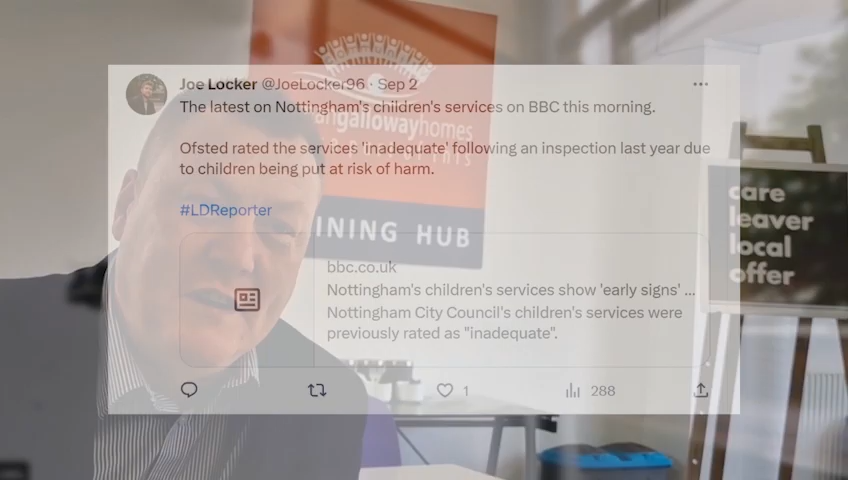 Joe Locker @JoeLocker96 · Sep 2
The latest on Nottingham's children's services on BBC this morning.
Ofsted rated the services 'inadequate' following an inspection last year due
to children being put at risk of harm.
#LDReporter
bbc.co.uk
Nottingham's children's services show 'early signs' ...
Nottingham City Council's children's services were
previously rated as "inadequate".
1
288
gallowayhomes
INING HUB
care
leaver
local
offer